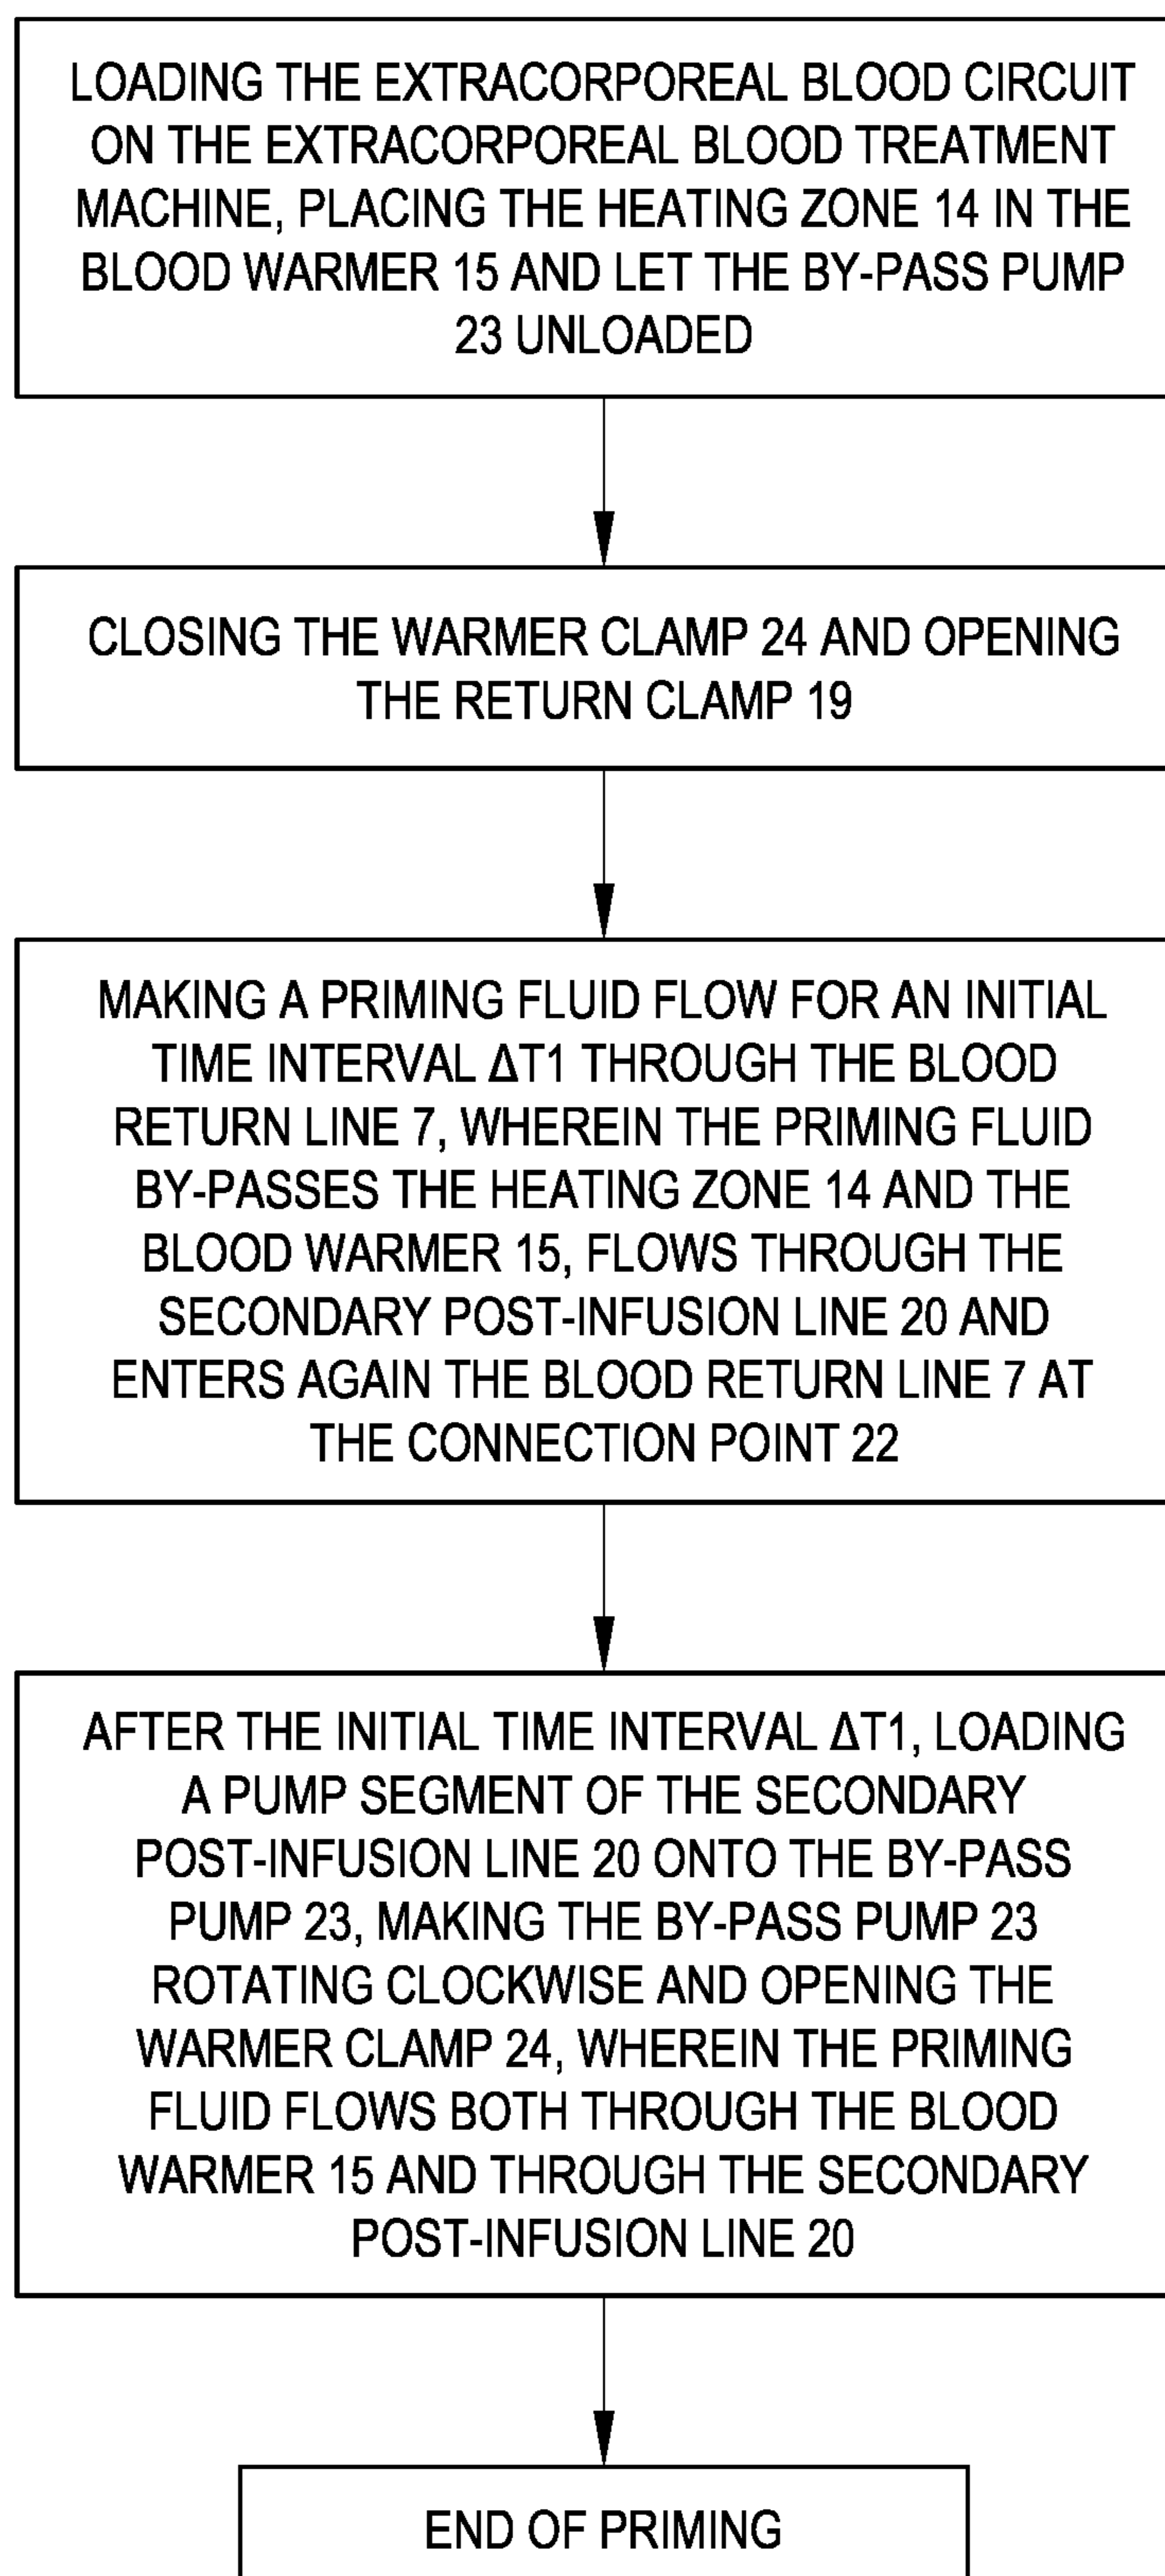 LOADING THE EXTRACORPOREAL BLOOD CIRCUIT
ON THE EXTRACORPOREAL BLOOD TREATMENT
MACHINE, PLACING THE HEATING ZONE 14 IN THE
BLOOD WARMER 15 AND LET THE BY-PASS PUMP
23 UNLOADED
CLOSING THE WARMER CLAMP 24 AND OPENING
THE RETURN CLAMP 19
MAKING A PRIMING FLUID FLOW FOR AN INITIAL
TIME INTERVAL ΔT1 THROUGH THE BLOOD
RETURN LINE 7, WHEREIN THE PRIMING FLUID
BY-PASSES THE HEATING ZONE 14 AND THE
BLOOD WARMER 15, FLOWS THROUGH THE
SECONDARY POST-INFUSION LINE 20 AND
ENTERS AGAIN THE BLOOD RETURN LINE 7 AT
THE CONNECTION POINT 22
AFTER THE INITIAL TIME INTERVAL ΔT1, LOADING
A PUMP SEGMENT OF THE SECONDARY
POST-INFUSION LINE 20 ONTO THE BY-PASS
PUMP 23, MAKING THE BY-PASS PUMP 23
ROTATING CLOCKWISE AND OPENING THE
WARMER CLAMP 24, WHEREIN THE PRIMING
FLUID FLOWS BOTH THROUGH THE BLOOD
WARMER 15 AND THROUGH THE SECONDARY
POST-INFUSION LINE 20
END OF PRIMING